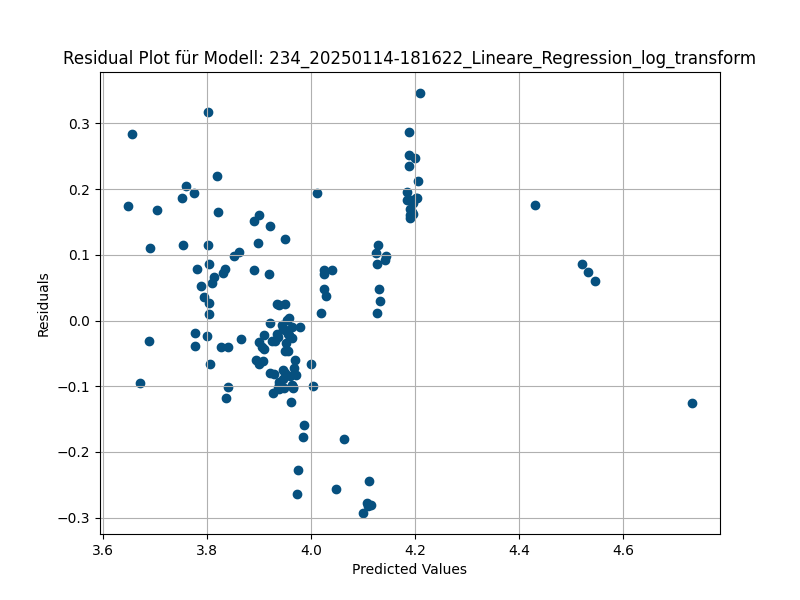 Residual Plot für Modell: 234_20250114-181622_Lineare_Regression_log_transform
Residuals
0.3
0.2
0.1
0.0
−0.1
−0.2
−0.3
3.6 3.8 4.0 4.2 4.4 4.6
Predicted Values